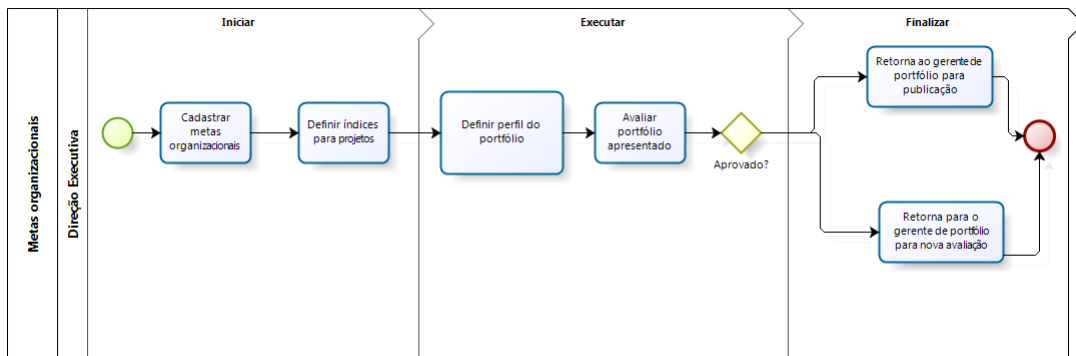 Metas organizacionais
Direção Executiva
Iniciar
Executar
Finalizar
Cadastrar
metas
organizacionais
Definir índices
para projetos
Definir perfil do
portfólio
Avaliar
portfólio
apresentado
Aprovado?
Retorna ao gerente de
portfólio para
publicação
Retorna para o
gerente de portfólio
para nova avaliação